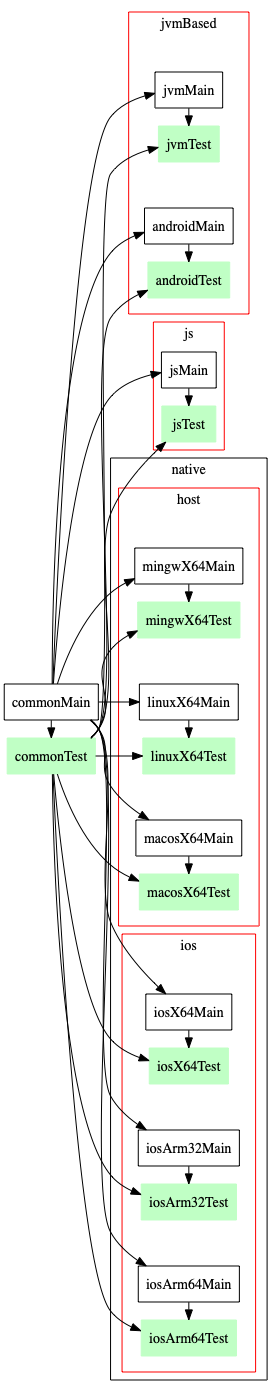 jvmBased
jvmMain
jvmTest
androidMain
androidTest
js
jsMain
jsTest
native
host
mingwX64Main
mingwX64Test
commonMain
linuxX64Main
commonTest
linuxX64Test
macosX64Main
macosX64Test
ios
iosX64Main
iosX64Test
iosArm32Main
iosArm32Test
iosArm64Main
iosArm64Test